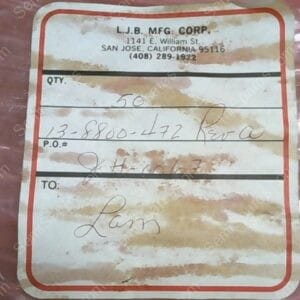 L.J.B. MFG. CORP.
1141 E. William St.
SAN JOSE, CALIFORNIA 95116
(408) 289-1922
QTY.
50
13-8800-472 Rev. A
P.O.#
TO:
Lam